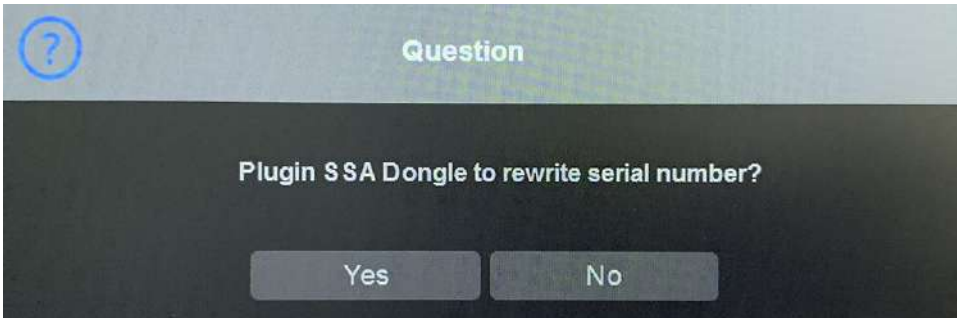 ?
Question
Plugin SSA Dongle to rewrite serial number?
Yes
No